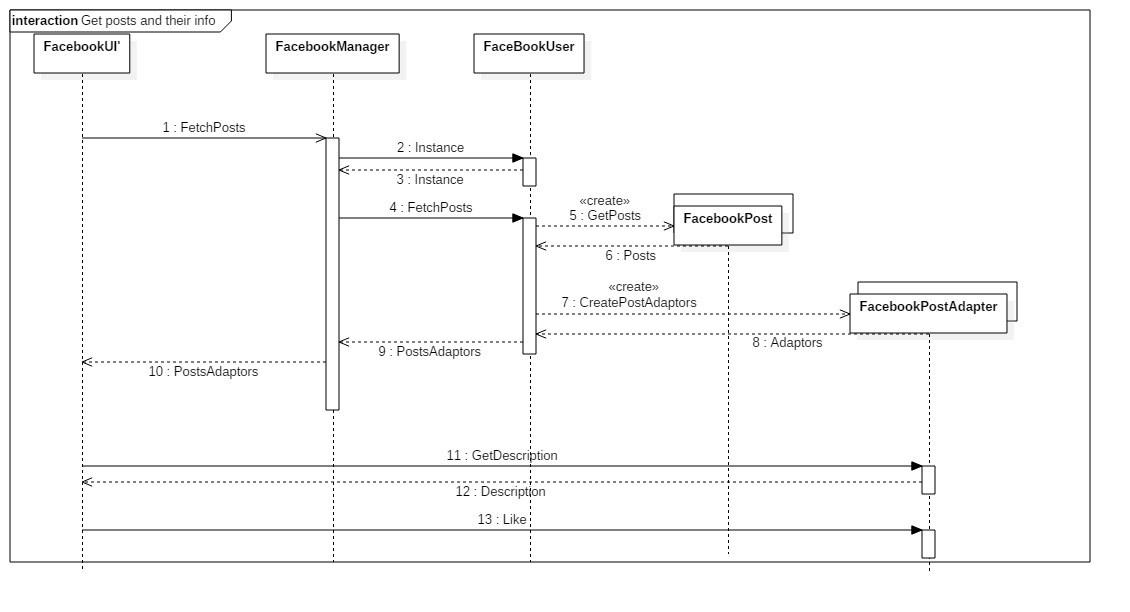 interaction Get posts and their info
FacebookUI'
FacebookManager
FaceBookUser
1 : FetchPosts
2 : Instance
3 : Instance
4 : FetchPosts
«create»
5 : GetPosts
FacebookPost
6 : Posts
«create»
7 : CreatePostAdaptors
FacebookPostAdapter
8 : Adaptors
9 : PostsAdaptors
10 : PostsAdaptors
11 : GetDescription
12 : Description
13 : Like